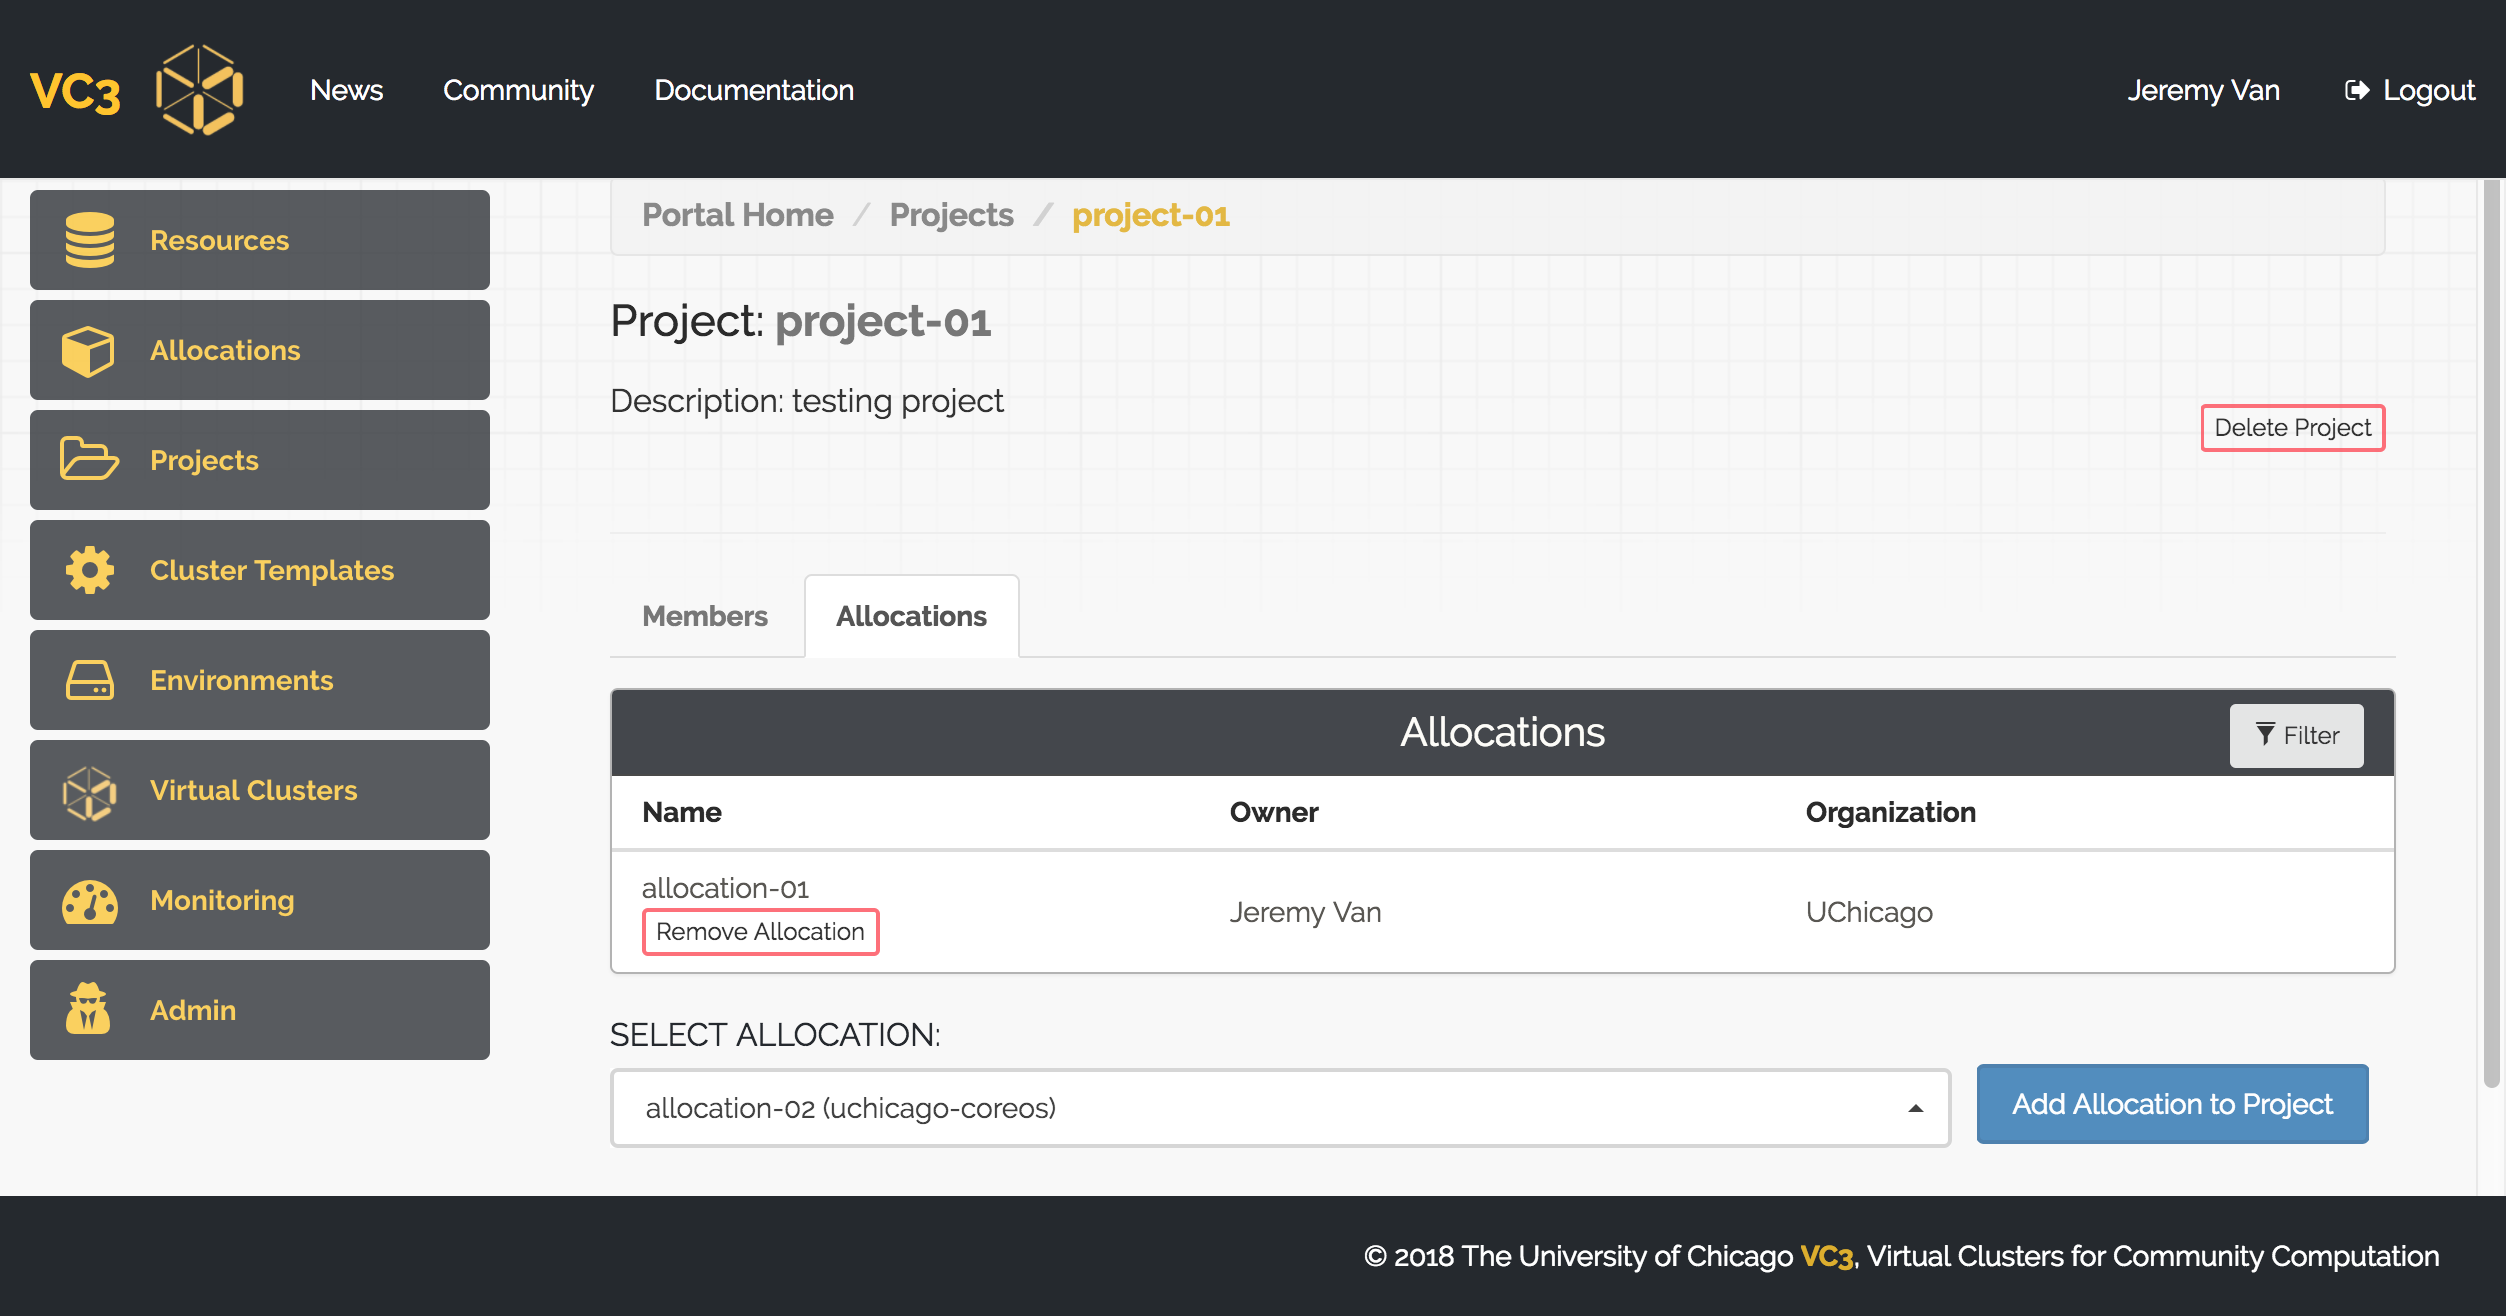 VC3 News Community Documentation Jeremy Van Logout
Resources
Allocations
Projects
Cluster Templates
Environments
Virtual Clusters
Monitoring
Admin
Portal Home / Projects / project-01
Project: project-01
Description: testing project
Delete Project
Members Allocations
Allocations Filter
Name Owner Organization
allocation-01 Jeremy Van UChicago
Remove Allocation
SELECT ALLOCATION:
allocation-02 (uchicago-coreos) Add Allocation to Project
© 2018 The University of Chicago VC3, Virtual Clusters for Community Computation